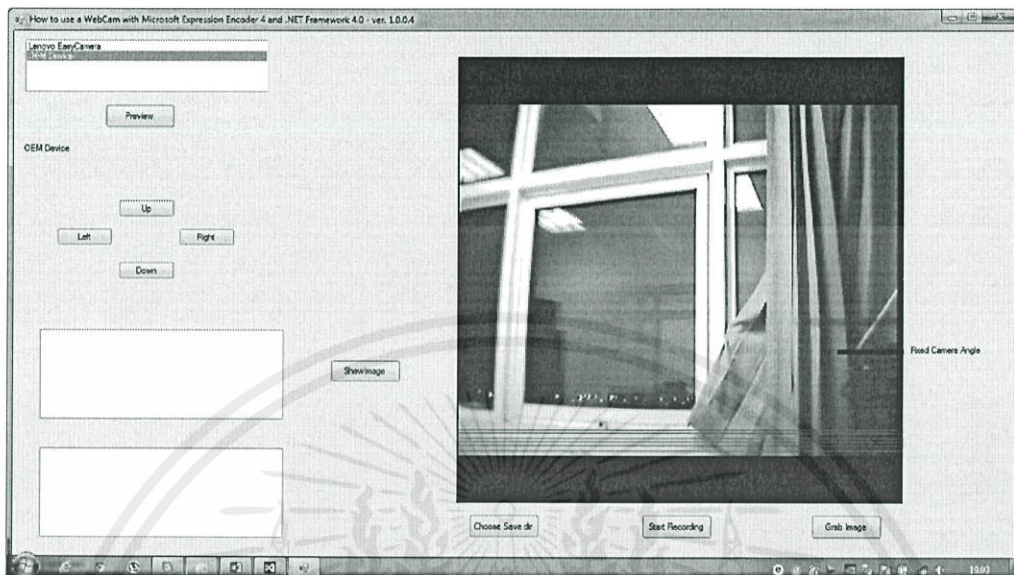 How to use a WebCam with Microsoft Expression Encoder 4 and .NET Framework 4.0 - ver. 1.0.0.4
Lenovo EasyCamera
Preview
OEM Device
Up
Left Right
Down
ShowImage
Fixed Camera Angle
Choose Save dir Start Recording Grab Image